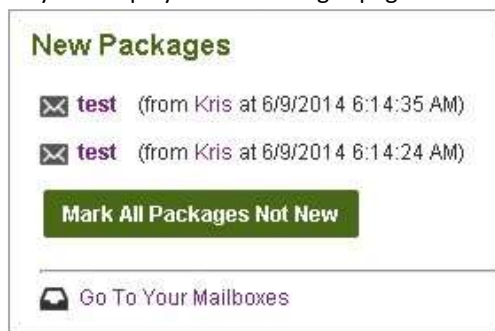 New Packages
test (from Kris at 6/9/2014 6:14:35 AM)
test (from Kris at 6/9/2014 6:14:24 AM)
Mark All Packages Not New
Go To Your Mailboxes